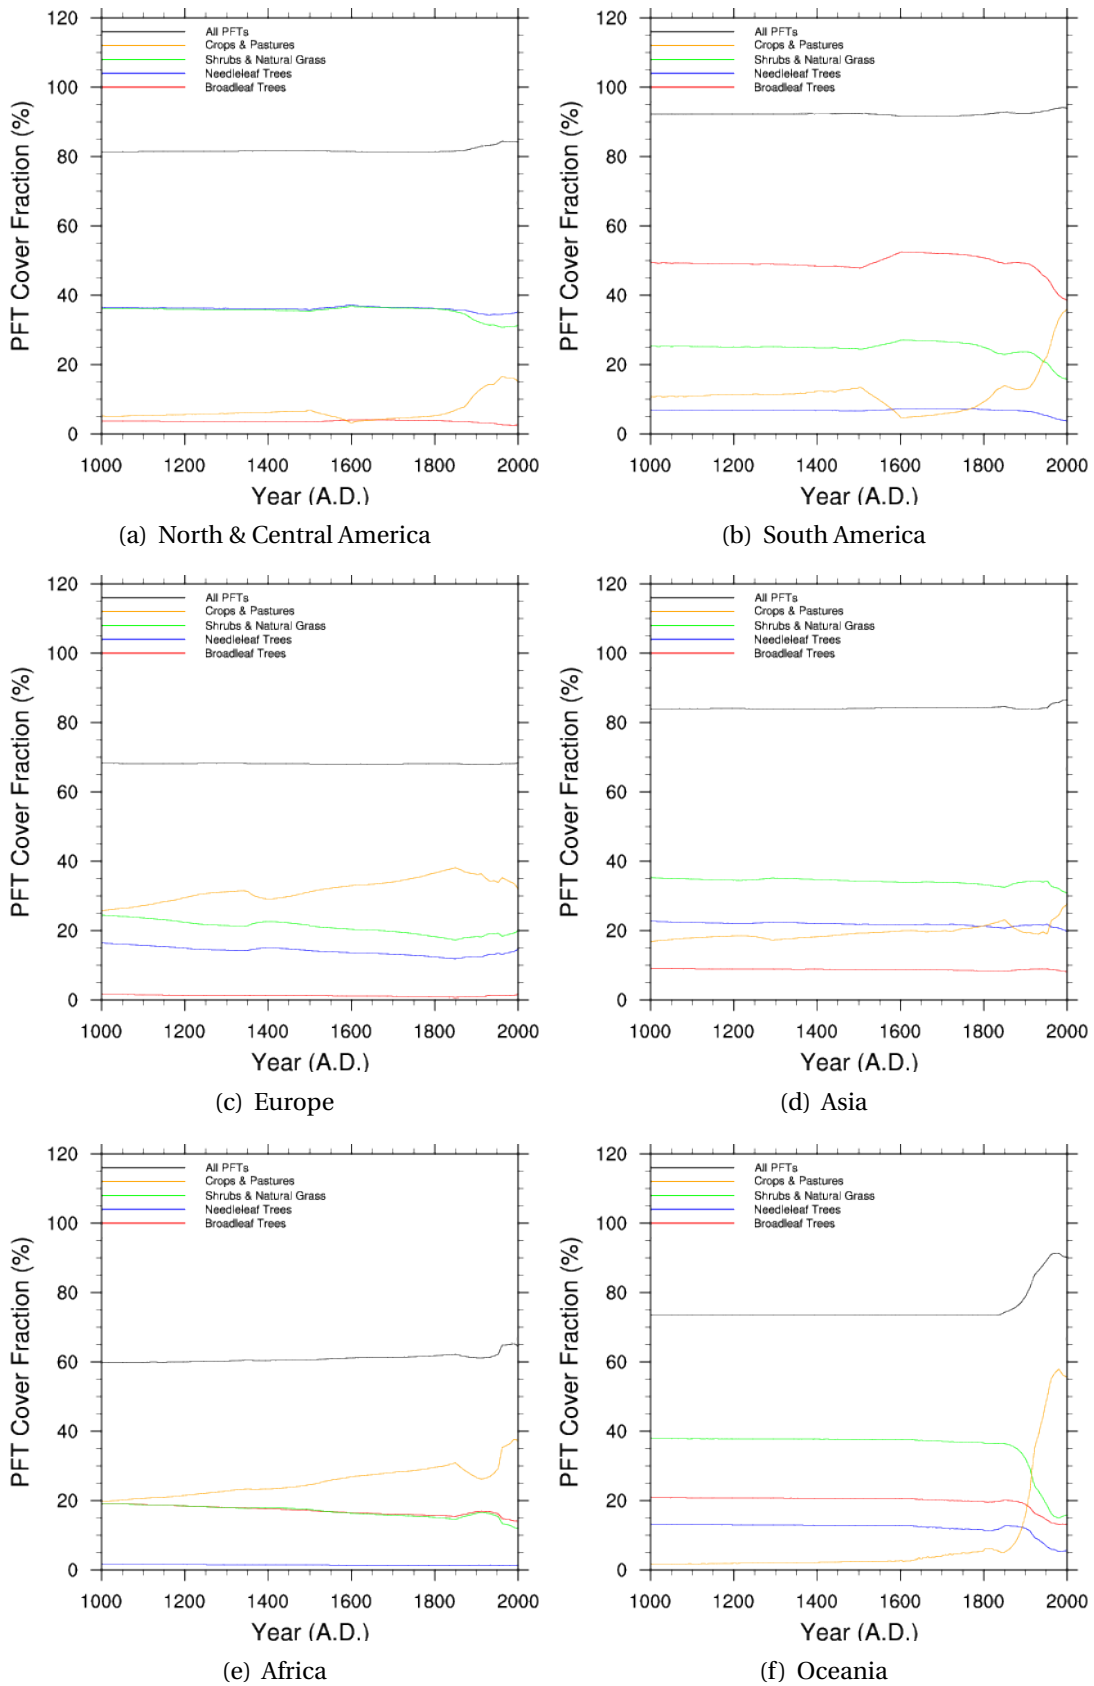 120
100
80
60
40
20
0
PFT Cover Fraction (%)
All PFTs
Crops & Pastures
Shrubs & Natural Grass
Needleleaf Trees
Broadleaf Trees
1000 1200 1400 1600 1800 2000
Year (A.D.)
(a) North & Central America
120
100
80
60
40
20
0
PFT Cover Fraction (%)
All PFTs
Crops & Pastures
Shrubs & Natural Grass
Needleleaf Trees
Broadleaf Trees
1000 1200 1400 1600 1800 2000
Year (A.D.)
(b) South America
120
100
80
60
40
20
0
PFT Cover Fraction (%)
All PFTs
Crops & Pastures
Shrubs & Natural Grass
Needleleaf Trees
Broadleaf Trees
1000 1200 1400 1600 1800 2000
Year (A.D.)
(c) Europe
120
100
80
60
40
20
0
PFT Cover Fraction (%)
All PFTs
Crops & Pastures
Shrubs & Natural Grass
Needleleaf Trees
Broadleaf Trees
1000 1200 1400 1600 1800 2000
Year (A.D.)
(d) Asia
120
100
80
60
40
20
0
PFT Cover Fraction (%)
All PFTs
Crops & Pastures
Shrubs & Natural Grass
Needleleaf Trees
Broadleaf Trees
1000 1200 1400 1600 1800 2000
Year (A.D.)
(e) Africa
120
100
80
60
40
20
0
PFT Cover Fraction (%)
All PFTs
Crops & Pastures
Shrubs & Natural Grass
Needleleaf Trees
Broadleaf Trees
1000 1200 1400 1600 1800 2000
Year (A.D.)
(f) Oceania